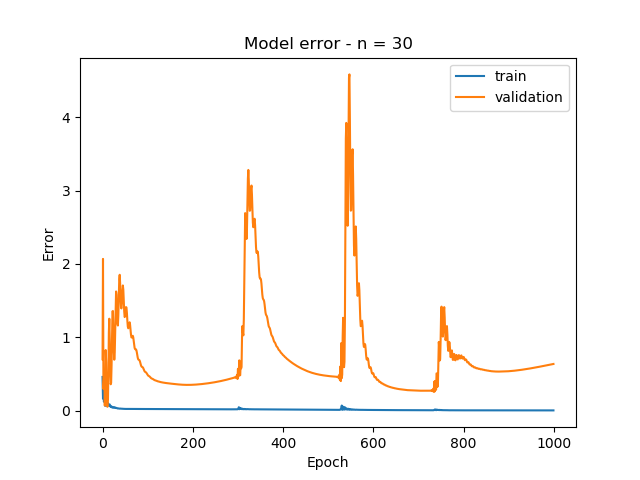 Model error - n = 30
train
validation
Error
4
3
2
1
0
0 200 400 600 800 1000
Epoch